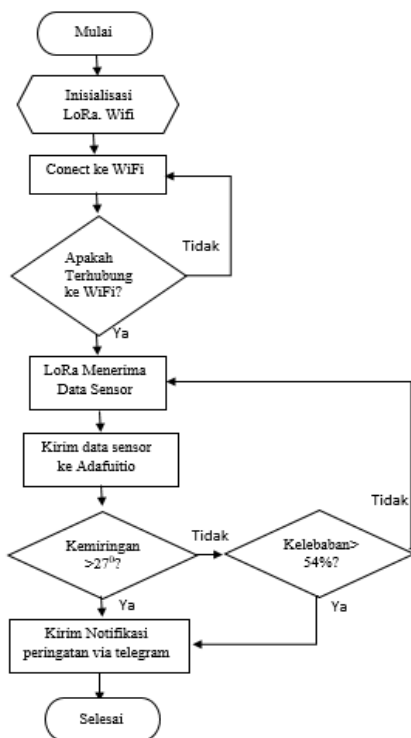 Mulai
Inisialisasi
LoRa. Wifi
Conect ke WiFi
Tidak
Apakah
Terhubung
ke WiFi?
Ya
LoRa Menerima
Data Sensor
Kirim data sensor
ke Adafuitio
Tidak
Tidak
Kemiringan
>27⁰?
Kelebaban>
54%?
Ya
Ya
Kirim Notifikasi
peringatan via telegram
Selesai